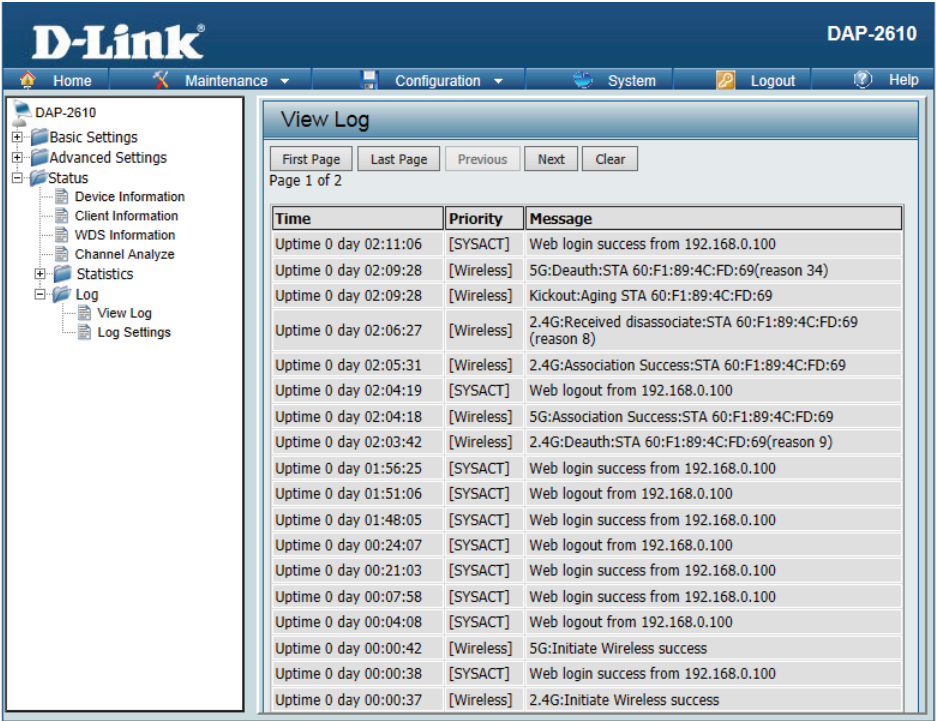 D-Link®
DAP-2610
Home Maintenance Configuration System Logout Help
DAP-2610
Basic Settings
Advanced Settings
Status
Device Information
Client Information
WDS Information
Channel Analyze
Statistics
Log
View Log
Log Settings
View Log
First Page Last Page Previous Next Clear
Page 1 of 2
Time Priority Message
Uptime 0 day 02:11:06 [SYSACT] Web login success from 192.168.0.100
Uptime 0 day 02:09:28 [Wireless] 5G:Deauth:STA 60:F1:89:4C:FD:69(reason 34)
Uptime 0 day 02:09:28 [Wireless] Kickout:Aging STA 60:F1:89:4C:FD:69
Uptime 0 day 02:06:27 [Wireless] 2.4G:Received disassociate:STA 60:F1:89:4C:FD:69
(reason 8)
Uptime 0 day 02:05:31 [Wireless] 2.4G:Association Success:STA 60:F1:89:4C:FD:69
Uptime 0 day 02:04:19 [SYSACT] Web logout from 192.168.0.100
Uptime 0 day 02:04:18 [Wireless] 5G:Association Success:STA 60:F1:89:4C:FD:69
Uptime 0 day 02:03:42 [Wireless] 2.4G:Deauth:STA 60:F1:89:4C:FD:69(reason 9)
Uptime 0 day 01:56:25 [SYSACT] Web login success from 192.168.0.100
Uptime 0 day 01:51:06 [SYSACT] Web logout from 192.168.0.100
Uptime 0 day 01:48:05 [SYSACT] Web login success from 192.168.0.100
Uptime 0 day 00:24:07 [SYSACT] Web logout from 192.168.0.100
Uptime 0 day 00:21:03 [SYSACT] Web login success from 192.168.0.100
Uptime 0 day 00:07:58 [SYSACT] Web login success from 192.168.0.100
Uptime 0 day 00:04:08 [SYSACT] Web logout from 192.168.0.100
Uptime 0 day 00:00:42 [Wireless] 5G:Initiate Wireless success
Uptime 0 day 00:00:38 [SYSACT] Web login success from 192.168.0.100
Uptime 0 day 00:00:37 [Wireless] 2.4G:Initiate Wireless success